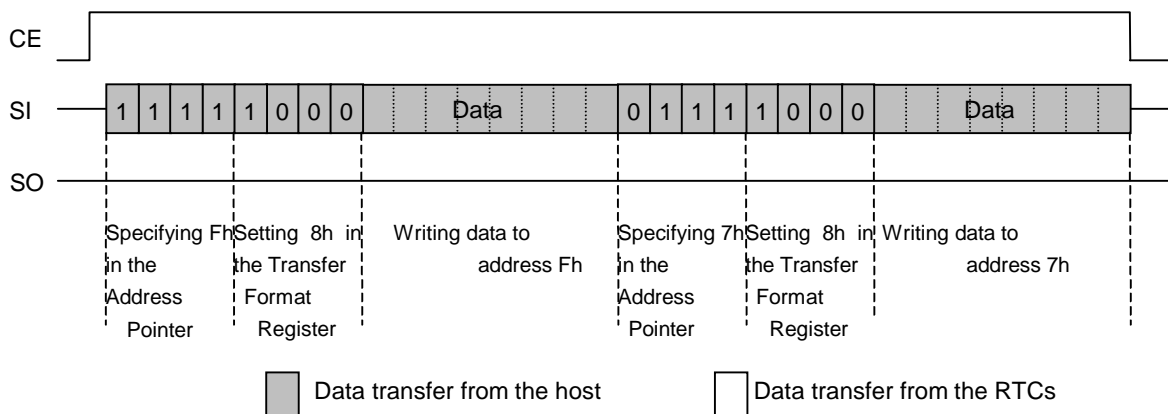 CE
SI 1 1 1 1 1 0 0 0 Data 0 1 1 1 1 0 0 0 Data
SO
Specifying Fh Setting 8h in Writing data to Specifying 7h Setting 8h in Writing data to
in the the Transfer address Fh in the the Transfer address 7h
Address Format Address Format
Pointer Register Pointer Register
Data transfer from the host Data transfer from the RTCs